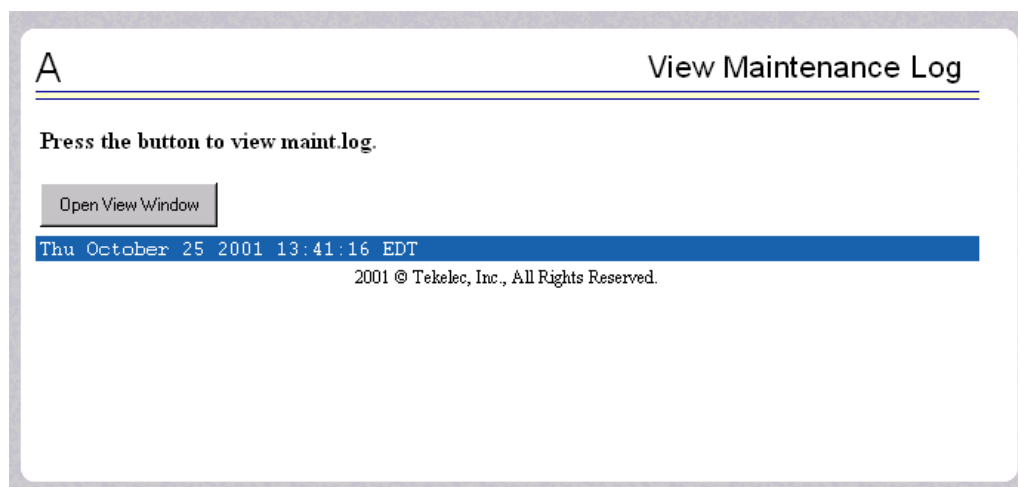 A View Maintenance Log
Press the button to view maint.log.
Open View Window
Thu October 25 2001 13:41:16 EDT
2001 © Tekelec, Inc., All Rights Reserved.